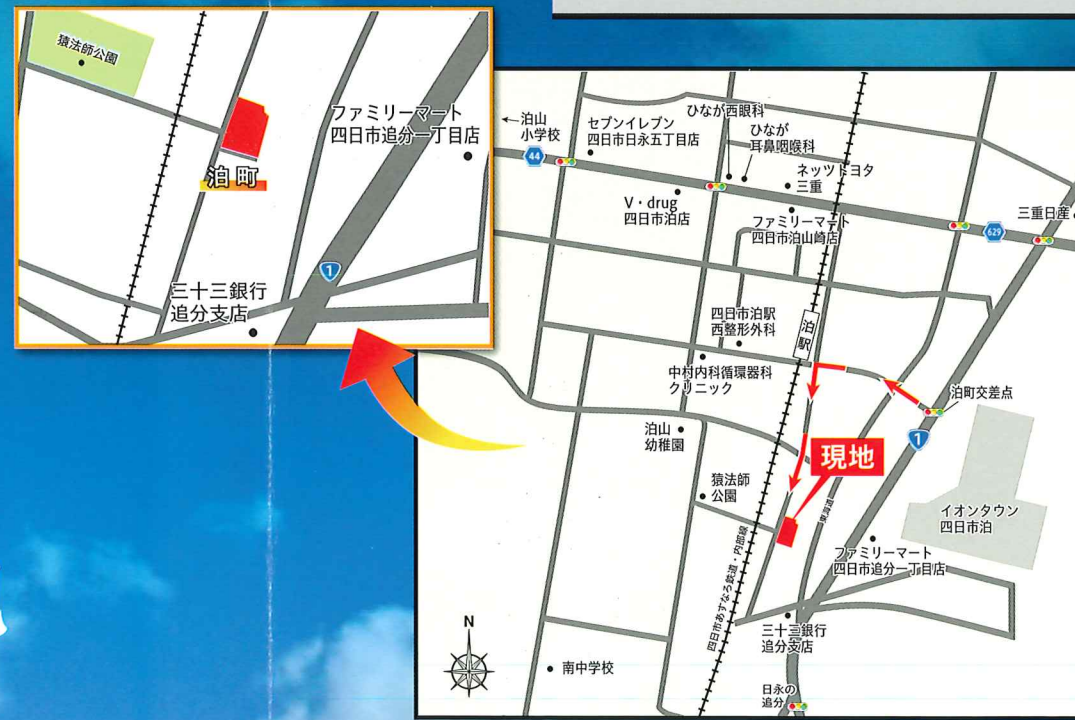 猿法師公園
ファミリーマート
四日市追分一丁目店
泊町
1
三十三銀行
追分支店
←泊山
小学校
44
セブンイレブン
四日市日永五丁目店
ひなが西眼科
ひなが
耳鼻咽喉科
ネッツトヨタ
三重
V・drug
四日市泊店
ファミリーマート
四日市泊山崎店
629
三重日産
四日市泊駅
西整形外科
泊駅
中村内科循環器科
クリニック
泊町交差点
1
泊山
幼稚園
現地
猿法師
公園
東海道
イオンタウン
四日市泊
ファミリーマート
四日市追分一丁目店
四日市あすなろ鉄道・内部線
三十三銀行
追分支店
N
南中学校
日永の
追分